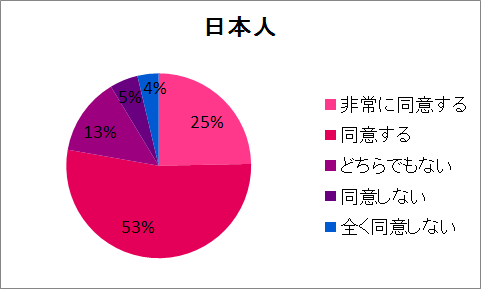 日本人
4%
5%
25%
13%
53%
非常に同意する
同意する
どちらでもない
同意しない
全く同意しない